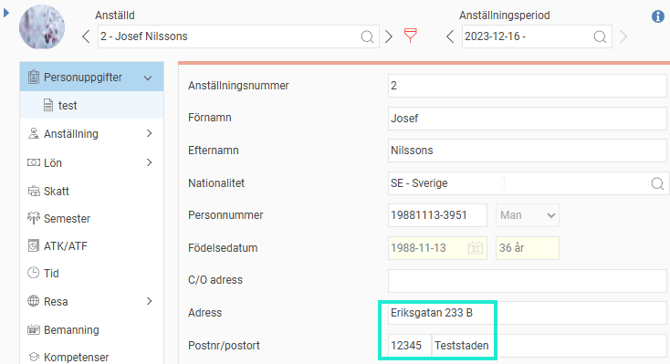 Anställd
Anställningsperiod
2 - Josef Nilssons
2023-12-16 -
Personuppgifter
test
Anställning
Lön
Skatt
Semester
ATK/ATF
Tid
Resa
Bemanning
Kompetenser
Anställningsnummer
2
Förnamn
Josef
Efternamn
Nilssons
Nationalitet
SE - Sverige
Personnummer
19881113-3951
Man
Födelsedatum
1988-11-13
36 år
C/O adress
Adress
Eriksgatan 233 B
Postnr/postort
12345
Teststaden